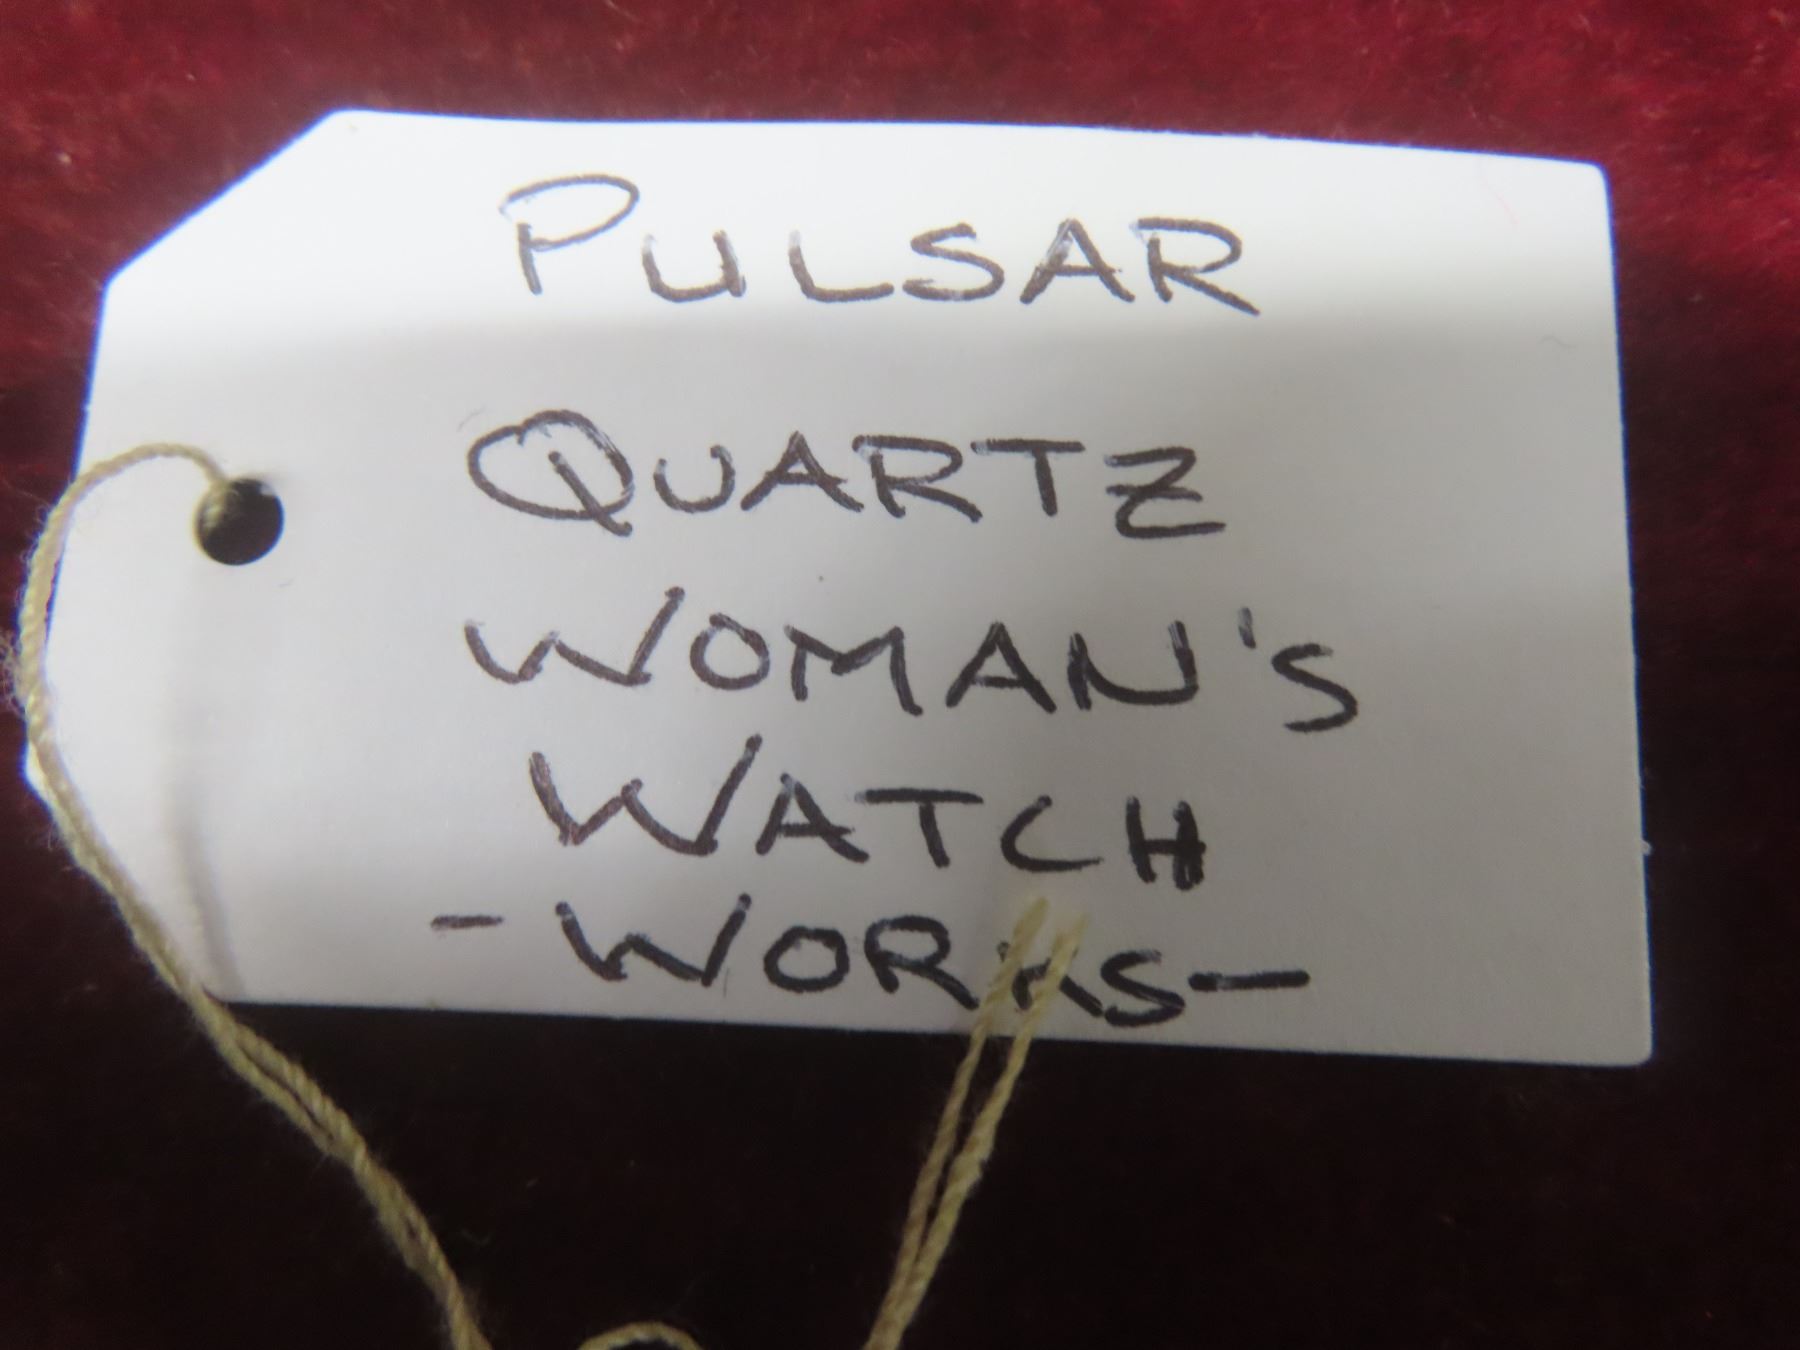 PULSAR
QUARTZ
WOMAN'S
WATCH
-WORKS-